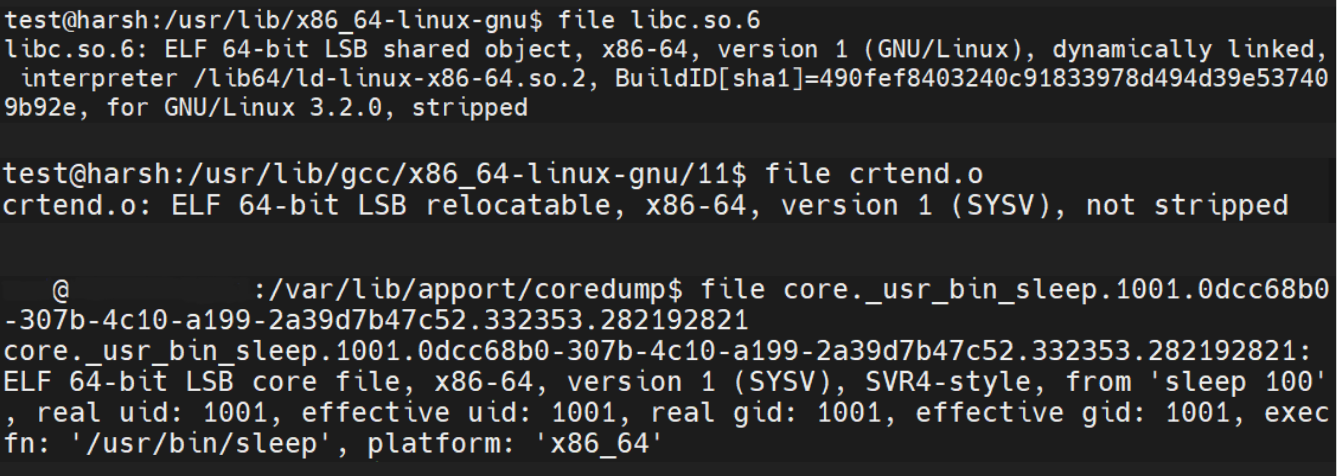 test@harsh:/usr/lib/x86_64-linux-gnu$ file libc.so.6
libc.so.6: ELF 64-bit LSB shared object, x86-64, version 1 (GNU/Linux), dynamically linked,
 interpreter /lib64/ld-linux-x86-64.so.2, BuildID[sha1]=490fef8403240c91833978d494d39e53740
9b92e, for GNU/Linux 3.2.0, stripped
test@harsh:/usr/lib/gcc/x86_64-linux-gnu/11$ file crtend.o
crtend.o: ELF 64-bit LSB relocatable, x86-64, version 1 (SYSV), not stripped
@ :/var/lib/apport/coredump$ file core._usr_bin_sleep.1001.0dcc68b0
-307b-4c10-a199-2a39d7b47c52.332353.282192821
core._usr_bin_sleep.1001.0dcc68b0-307b-4c10-a199-2a39d7b47c52.332353.282192821:
ELF 64-bit LSB core file, x86-64, version 1 (SYSV), SVR4-style, from 'sleep 100'
, real uid: 1001, effective uid: 1001, real gid: 1001, effective gid: 1001, exec
fn: '/usr/bin/sleep', platform: 'x86_64'